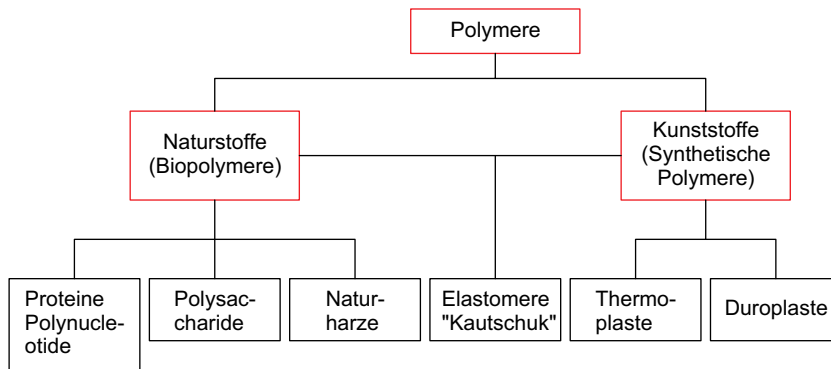 Polymere
Naturstoffe
(Biopolymere)
Kunststoffe
(Synthetische
Polymere)
Proteine
Polynucle-
otide
Polysac-
charide
Natur-
harze
Elastomere
"Kautschuk"
Thermo-
plaste
Duroplaste